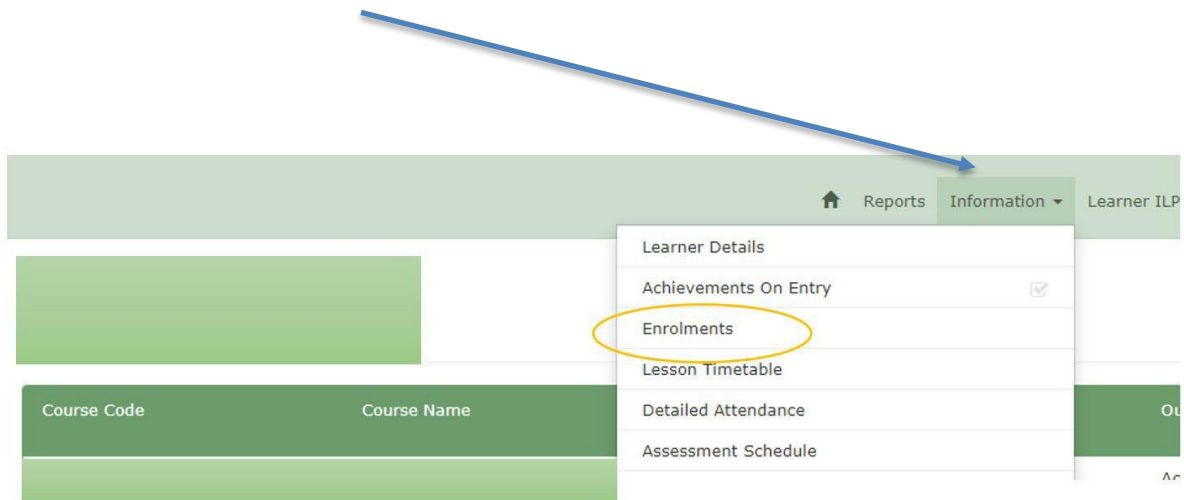 Reports Information Learner ILP
Learner Details
Achievements On Entry
Enrolments
Lesson Timetable
Course Code Course Name Detailed Attendance
Assessment Schedule